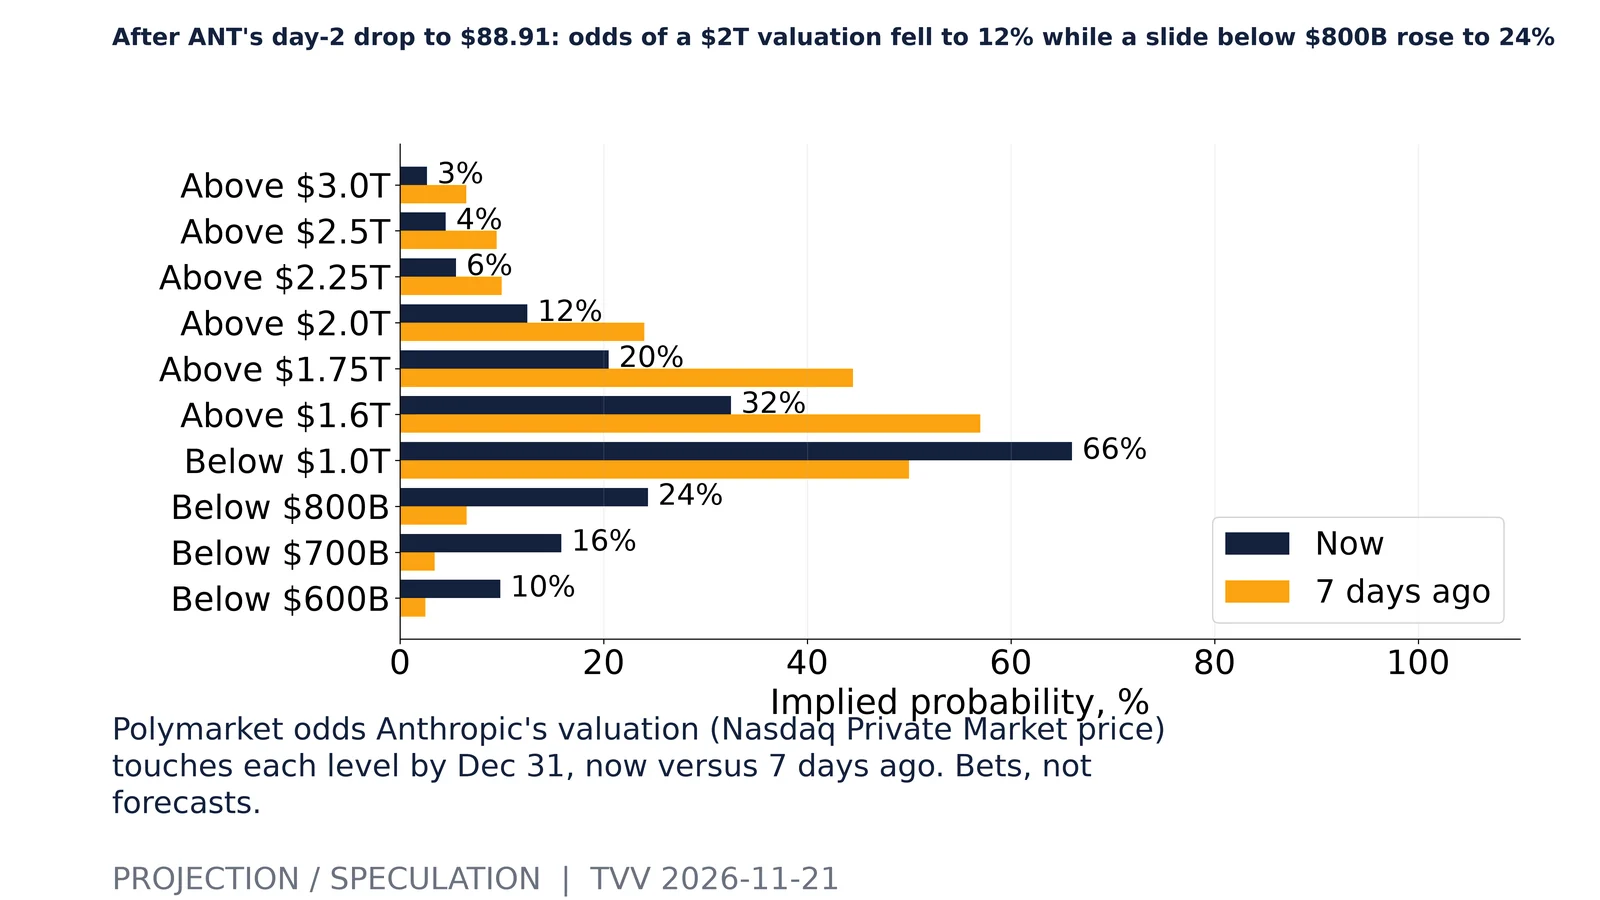 After ANT's day-2 drop to $88.91: odds of a $2T valuation fell to 12% while a slide below $800B rose to 24%
Above $3.0T 3%
Above $2.5T 4%
Above $2.25T 6%
Above $2.0T 12%
Above $1.75T 20%
Above $1.6T 32%
Below $1.0T 66%
Below $800B 24%
Below $700B 16%
Below $600B 10%
Now
7 days ago
0 20 40 60 80 100
Implied probability, %
Polymarket odds Anthropic's valuation (Nasdaq Private Market price)
touches each level by Dec 31, now versus 7 days ago. Bets, not
forecasts.
PROJECTION / SPECULATION | TVV 2026-11-21